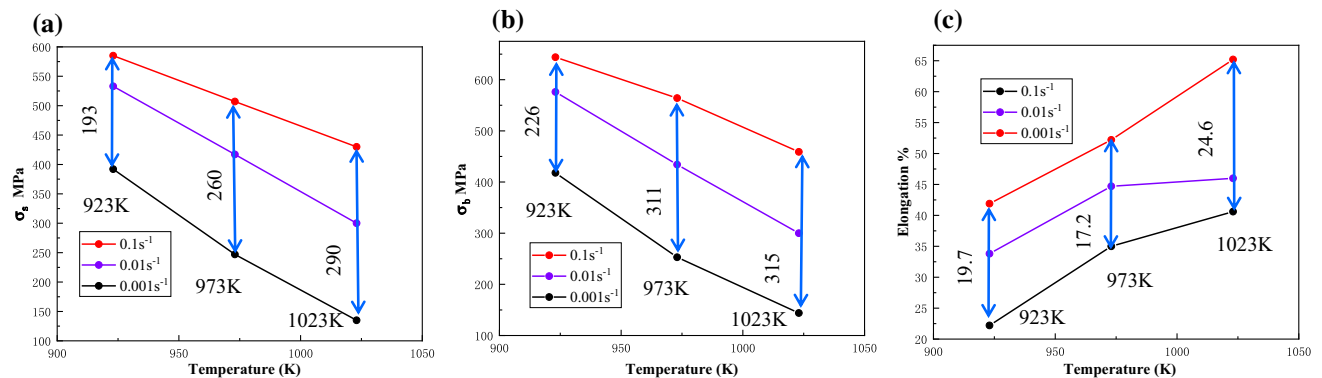 (a)
600
550
500
450
400
350
300
250
200
150
100
900
950
1000
1050
σs MPa
Temperature (K)
193
260
290
923K
973K
1023K
0.1s⁻¹
0.01s⁻¹
0.001s⁻¹
(b)
600
500
400
300
200
100
900
950
1000
1050
σb MPa
Temperature (K)
226
311
315
923K
973K
1023K
0.1s⁻¹
0.01s⁻¹
0.001s⁻¹
(c)
70
65
60
55
50
45
40
35
30
25
20
900
950
1000
1050
Elongation %
Temperature (K)
0.1s⁻¹
0.01s⁻¹
0.001s⁻¹
19.7
17.2
24.6
923K
973K
1023K